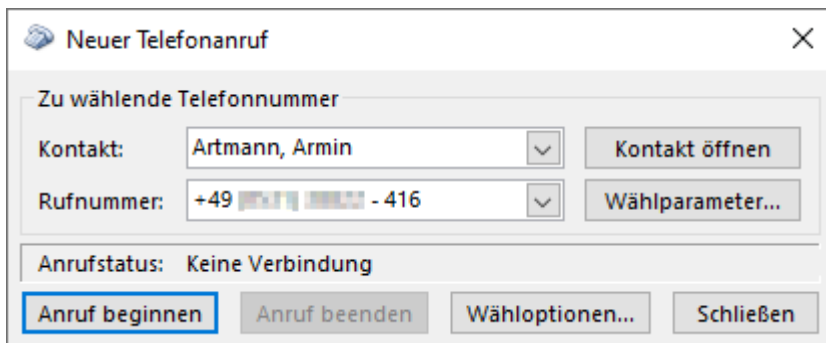 Neuer Telefonanruf
Zu wählende Telefonnummer
Kontakt: Artmann, Armin Kontakt öffnen
Rufnummer: +49 - 416 Wählparameter...
Anrufstatus: Keine Verbindung
Anruf beginnen Anruf beenden Wähloptionen... Schließen